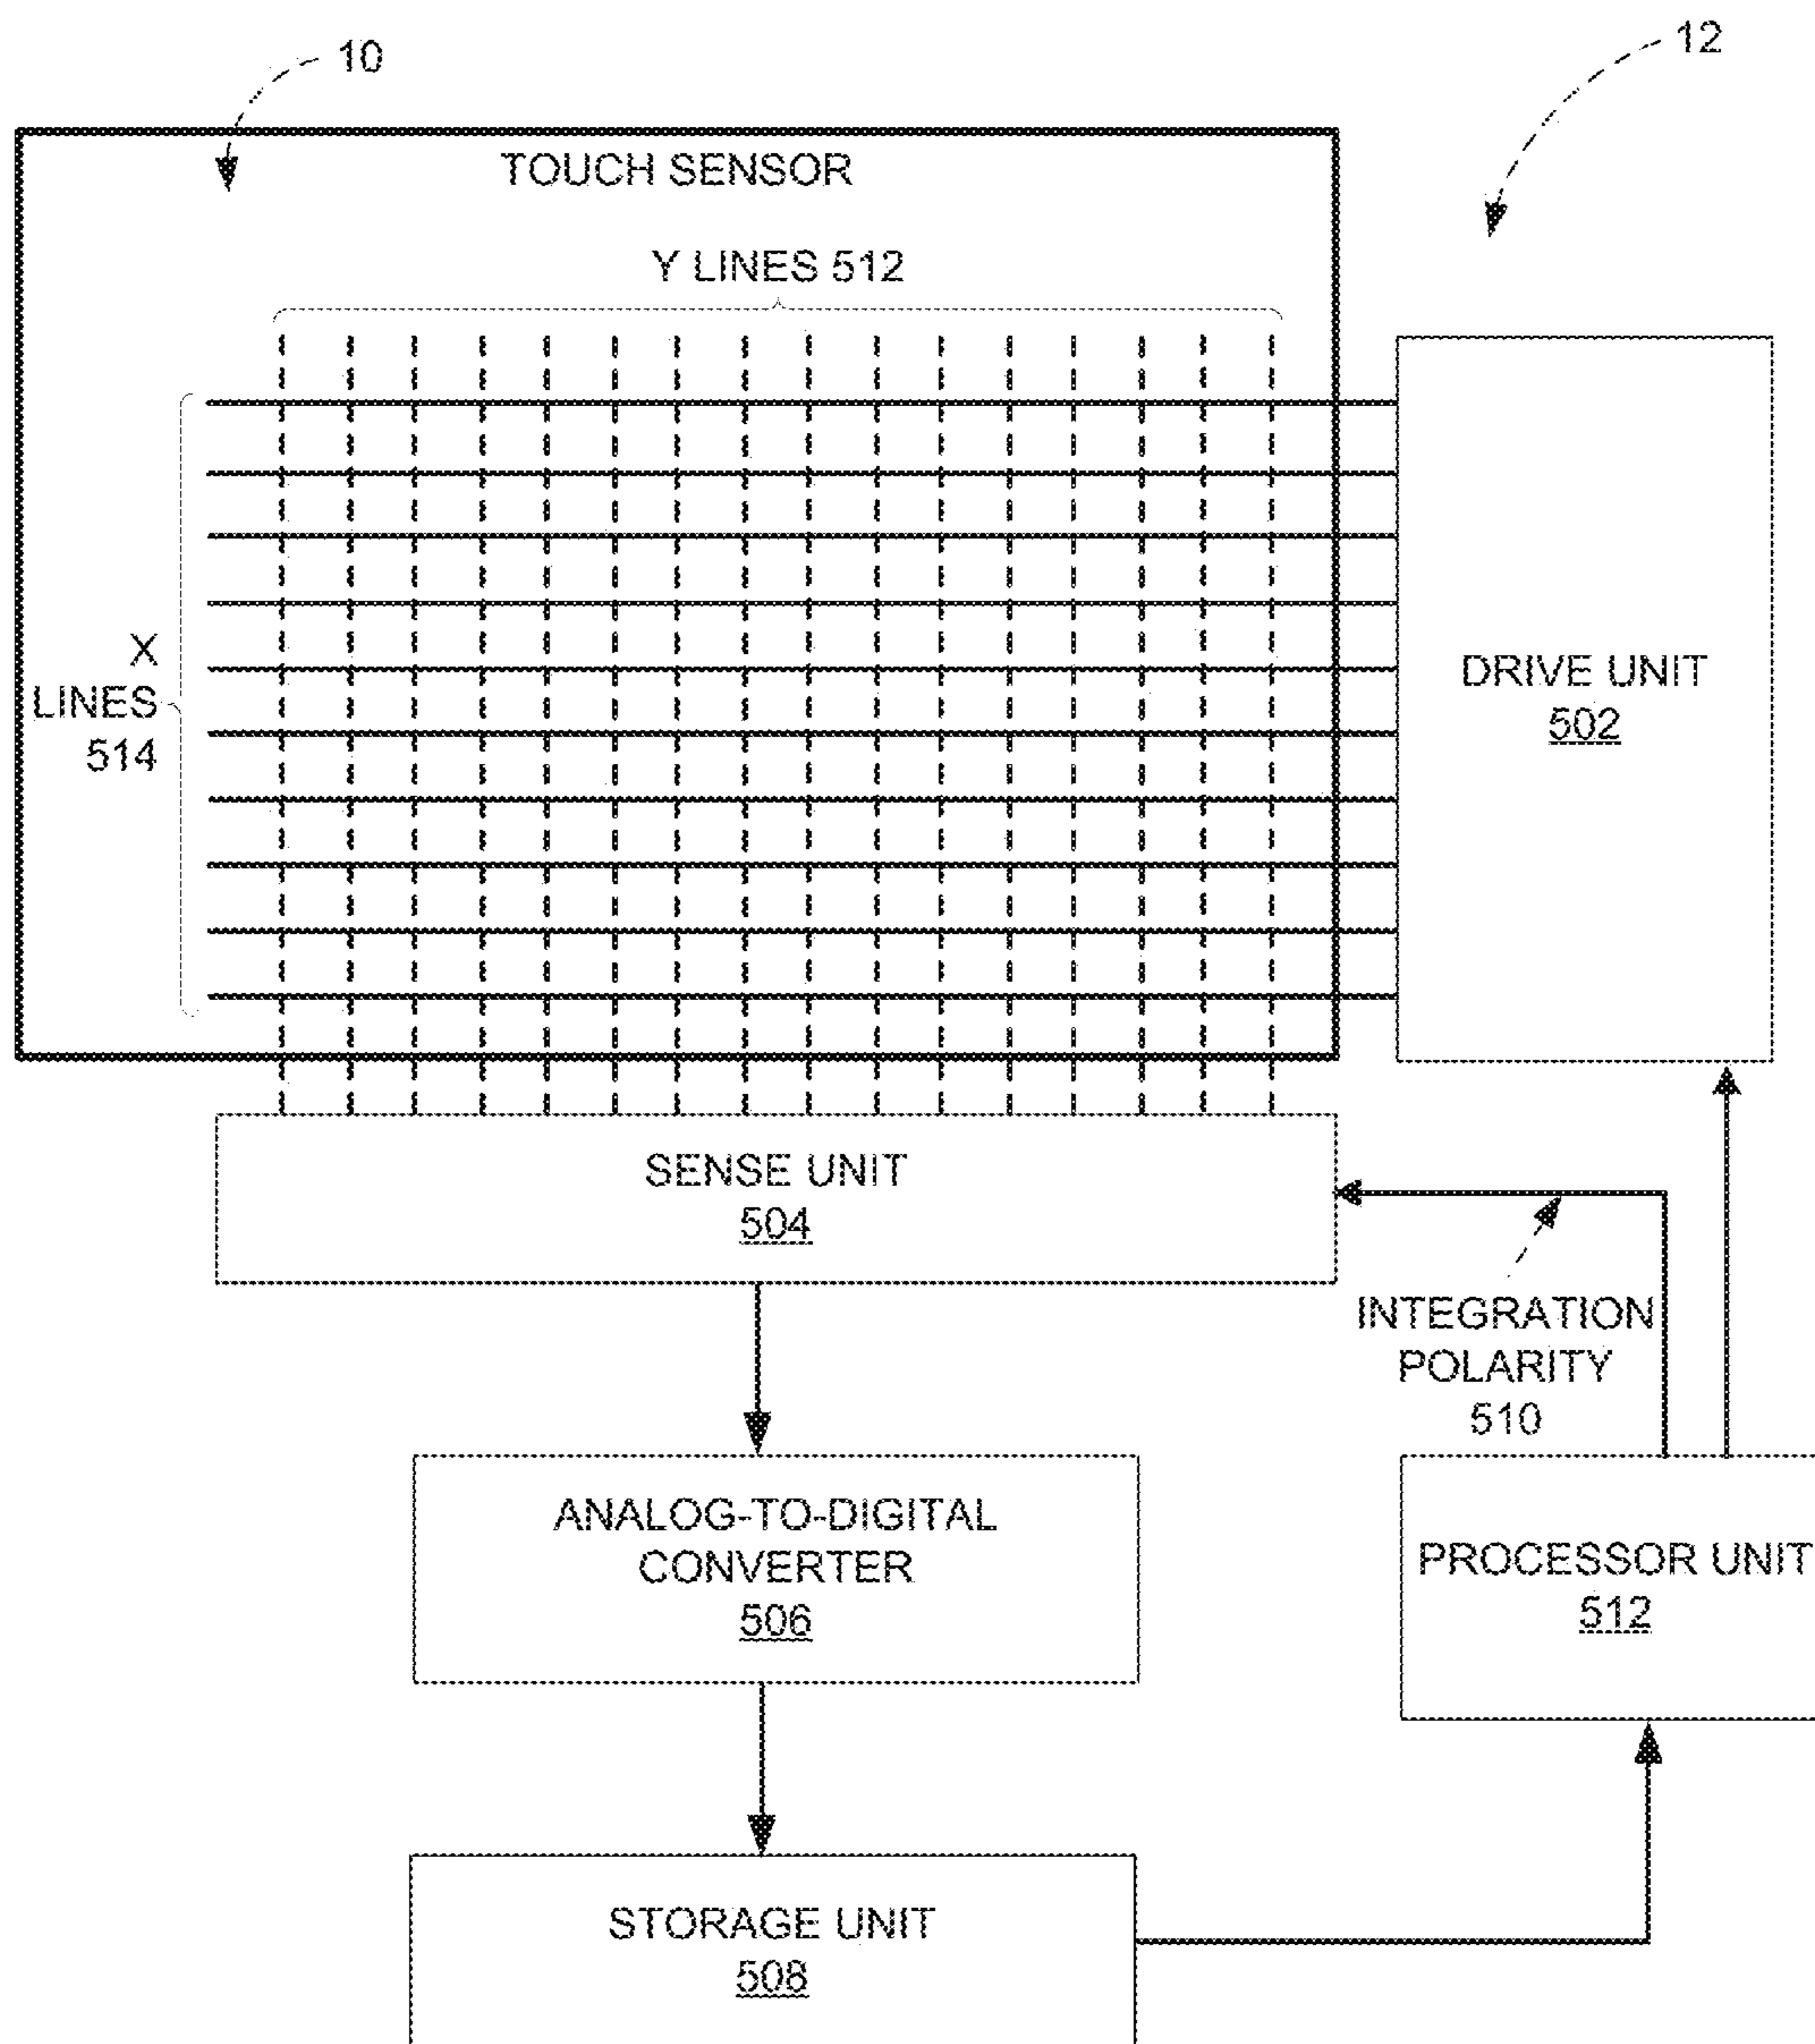 10
12
TOUCH SENSOR
Y LINES 512
X
LINES
514
DRIVE UNIT
502
SENSE UNIT
504
INTEGRATION
POLARITY
510
ANALOG-TO-DIGITAL
CONVERTER
506
PROCESSOR UNIT
512
STORAGE UNIT
508